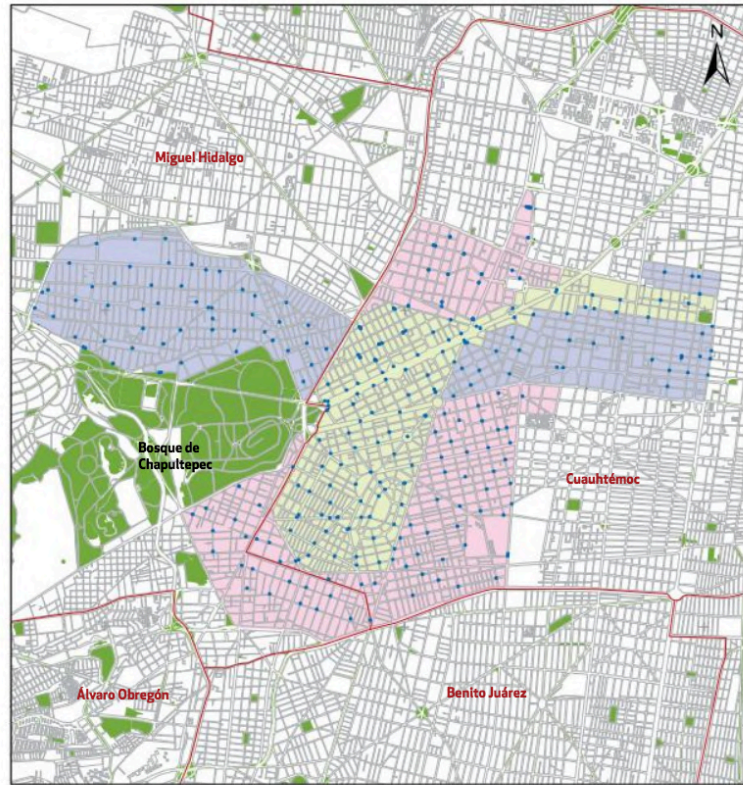 N
Miguel Hidalgo
Bosque de
Chapultepec
Cuauhtémoc
Álvaro Obregón
Benito Juárez